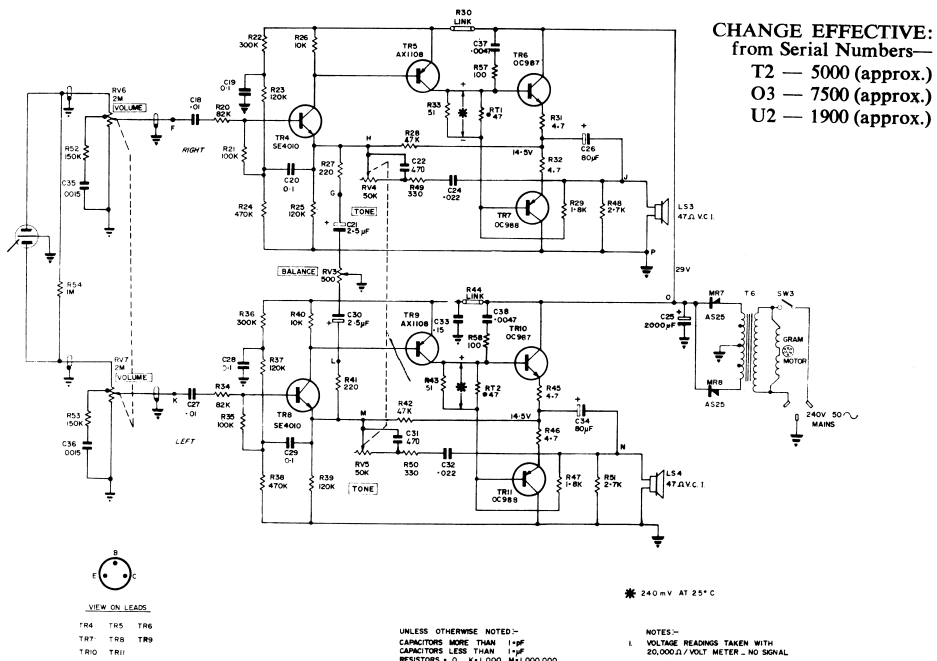 CHANGE EFFECTIVE:
from Serial Numbers—
T2 — 5000 (approx.)
O3 — 7500 (approx.)
U2 — 1900 (approx.)
R30
LINK
R22
300K
R26
10K
TR5
AX1108
C37
.0047
R57
100
TR6
OC987
C19
0·1
R23
120K
RV6
2M
VOLUME
C18
.01
R20
82K
F
RIGHT
R21
100K
TR4
SE4010
R33
51
+
–
RT1
47
R31
4.7
+
C26
80µF
H
R28
47K
14·5V
R32
4.7
R52
150K
C35
.0015
C20
0·1
R27
220
G
C22
470
RV4
50K
R49
330
C24
.022
J
R24
470K
R25
120K
TONE
TR7
OC988
R29
1·8K
R48
2·7K
LS3
47Ω V.C.I.
+
C21
2·5µF
P
BALANCE
RV3
500
29V
R54
1M
R44
LINK
O
R36
300K
R40
10K
C30
2·5µF
+
TR9
AX1108
C33
.15
C38
.0047
R58
100
TR10
OC987
C25
2000µF
+
MR7
AS25
T6
SW3
GRAM
MOTOR
C28
0·1
R37
120K
L
RV7
2M
VOLUME
R43
51
+
–
RT2
47
R45
4.7
MR8
AS25
240V 50~
MAINS
K
C27
.01
R34
82K
R35
100K
TR8
SE4010
R41
220
M
R42
47K
14·5V
+
C34
80µF
R53
150K
C36
.0015
LEFT
C29
0·1
C31
470
R46
4.7
N
RV5
50K
R50
330
C32
.022
R38
470K
R39
120K
TONE
TR11
OC988
R47
1·8K
R51
2·7K
LS4
47Ω V.C.I.
B
E
C
VIEW ON LEADS
TR4 TR5 TR6
TR7 TR8 TR9
TR10 TR11
240mV AT 25°C
UNLESS OTHERWISE NOTED:–
CAPACITORS MORE THAN 1=pF
CAPACITORS LESS THAN 1=µF
NOTES:–
1. VOLTAGE READINGS TAKEN WITH
20,000Ω/VOLT METER – NO SIGNAL